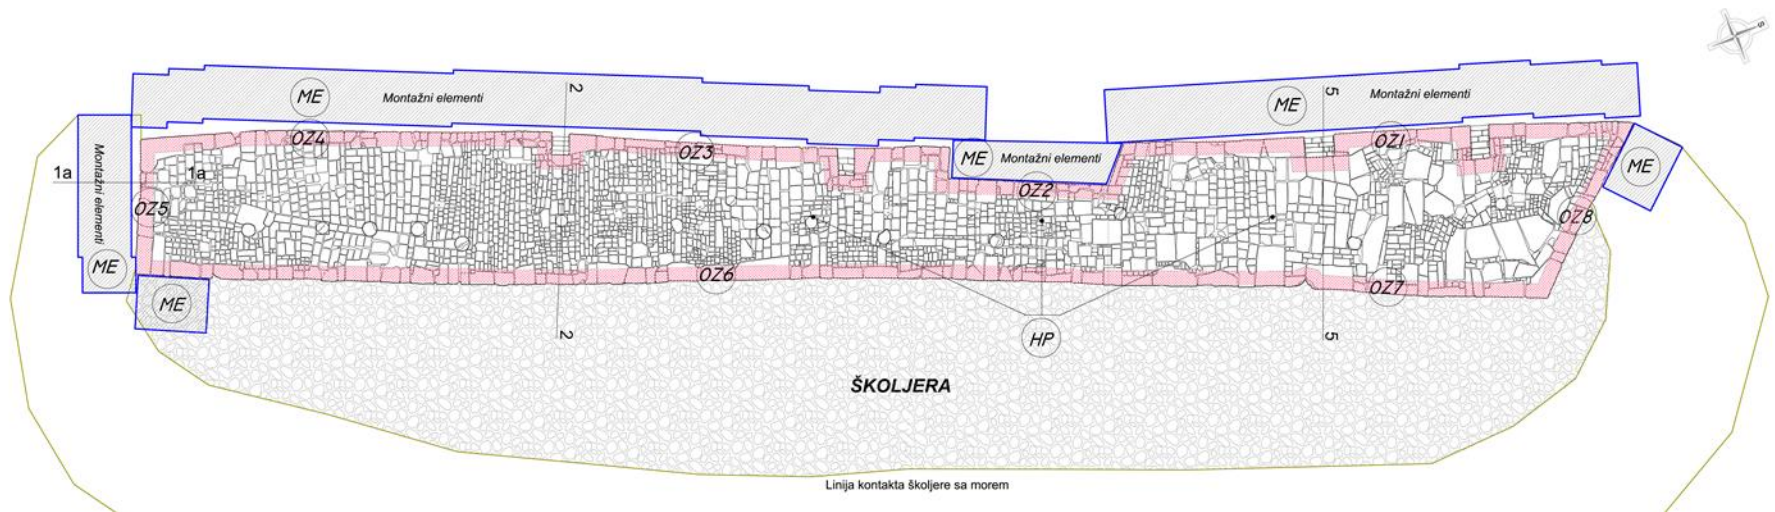 S
2
5
ME
Montažni elementi
ME
Montažni elementi
OZ4
OZ3
OZ1
ME
Montažni elementi
ME
1a
1a
Montažni elementi
OZ5
OZ2
OZ8
ME
OZ6
OZ7
ME
2
5
HP
ŠKOLJERA
Linija kontakta školjere sa morem